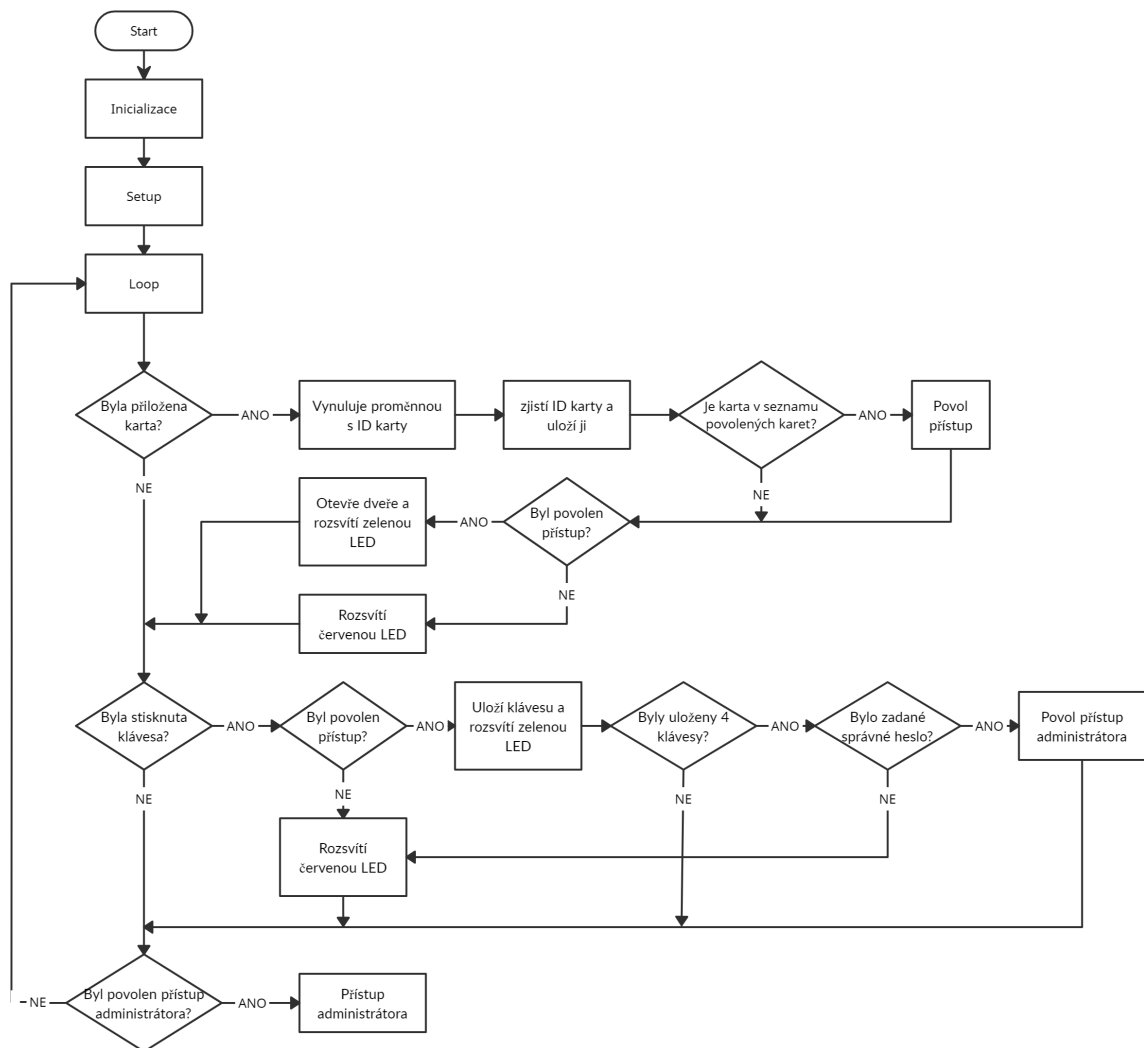 Start
Inicializace
Setup
Loop
Byla přiložena
karta?
ANO
Vynuluje proměnnou
s ID karty
zjistí ID karty a
uloží ji
Je karta v seznamu
povolených karet?
ANO
Povol
přístup
NE
NE
Otevře dveře a
rozsvítí zelenou
LED
ANO
Byl povolen
přístup?
NE
Rozsvítí
červenou LED
Byla stisknuta
klávesa?
ANO
Byl povolen
přístup?
ANO
Uloží klávesu a
rozsvítí zelenou
LED
Byly uloženy 4
klávesy?
ANO
Bylo zadané
správné heslo?
ANO
Povol přístup
administrátora
NE
NE
NE
NE
Rozsvítí
červenou LED
NE
Byl povolen přístup
administrátora?
ANO
Přístup
administrátora